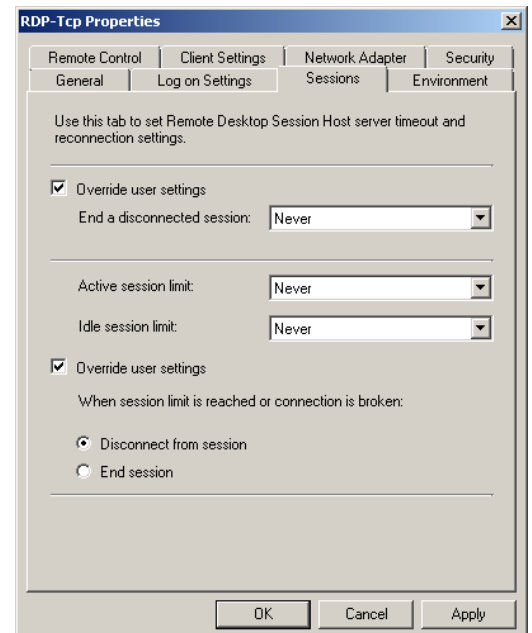 RDP-Tcp Properties
Remote Control
Client Settings
Network Adapter
Security
General
Log on Settings
Sessions
Environment
Use this tab to set Remote Desktop Session Host server timeout and
reconnection settings.
Override user settings
End a disconnected session: Never
Active session limit: Never
Idle session limit: Never
Override user settings
When session limit is reached or connection is broken:
Disconnect from session
End session
OK
Cancel
Apply